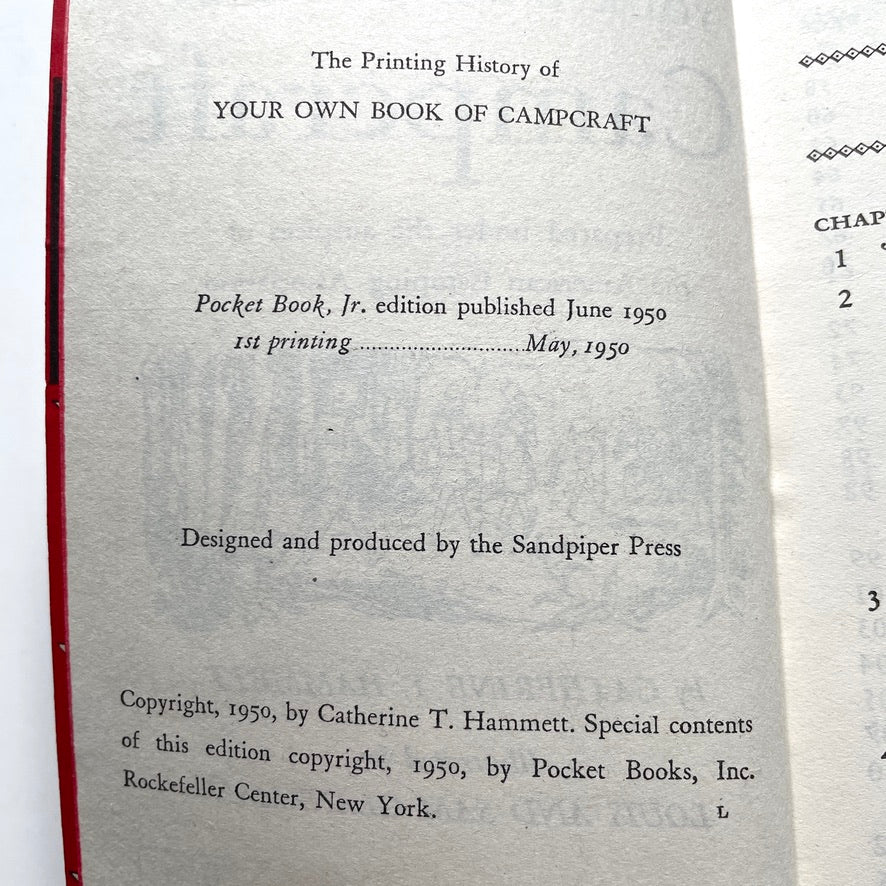 The Printing History of
YOUR OWN BOOK OF CAMPCRAFT
Pocket Book, Jr. edition published June 1950
1st printing...........................May, 1950
Designed and produced by the Sandpiper Press
Copyright, 1950, by Catherine T. Hammett. Special contents
of this edition copyright, 1950, by Pocket Books, Inc.
Rockefeller Center, New York. L
CHAP
1
2
3